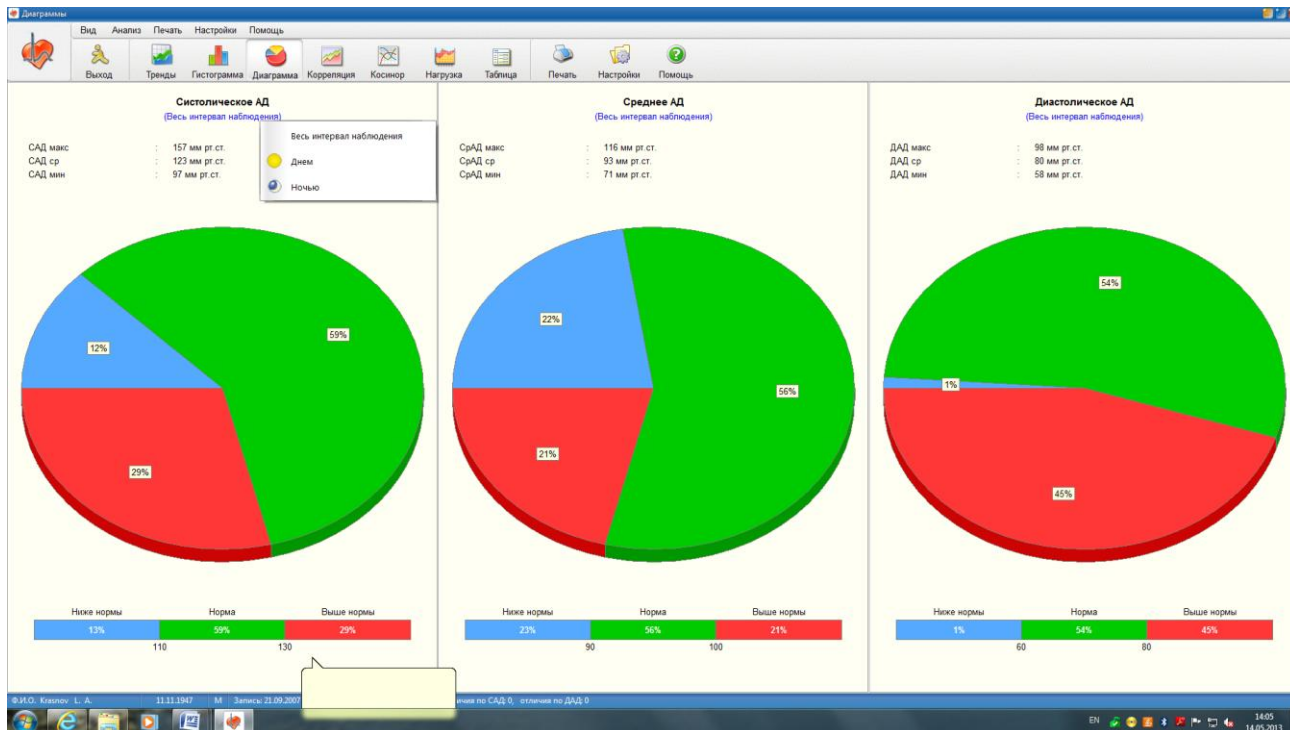 Диаграммы
Вид Анализ Печать Настройки Помощь
Выход Тренды Гистограмма Диаграмма Корреляция Косинор Нагрузка Таблица Печать Настройки Помощь
Систолическое АД
(Весь интервал наблюдения)
САД макс : 157 мм рт.ст.
САД ср : 123 мм рт.ст.
САД мин : 97 мм рт.ст.
Весь интервал наблюдения
Днем
Ночью
12%
59%
29%
Ниже нормы Норма Выше нормы
13% 59% 29%
110 130
Среднее АД
(Весь интервал наблюдения)
СрАД макс : 116 мм рт.ст.
СрАД ср : 93 мм рт.ст.
СрАД мин : 71 мм рт.ст.
22%
56%
21%
Ниже нормы Норма Выше нормы
23% 56% 21%
90 100
Диастолическое АД
(Весь интервал наблюдения)
ДАД макс : 98 мм рт.ст.
ДАД ср : 80 мм рт.ст.
ДАД мин : 58 мм рт.ст.
54%
1%
45%
Ниже нормы Норма Выше нормы
1% 54% 45%
60 80
Ф.И.О. Krasnov L. A. 11.11.1947 М Запись: 21.09.2007 по САД: 0, отличия по ДАД: 0
EN 14:05
14.05.2013